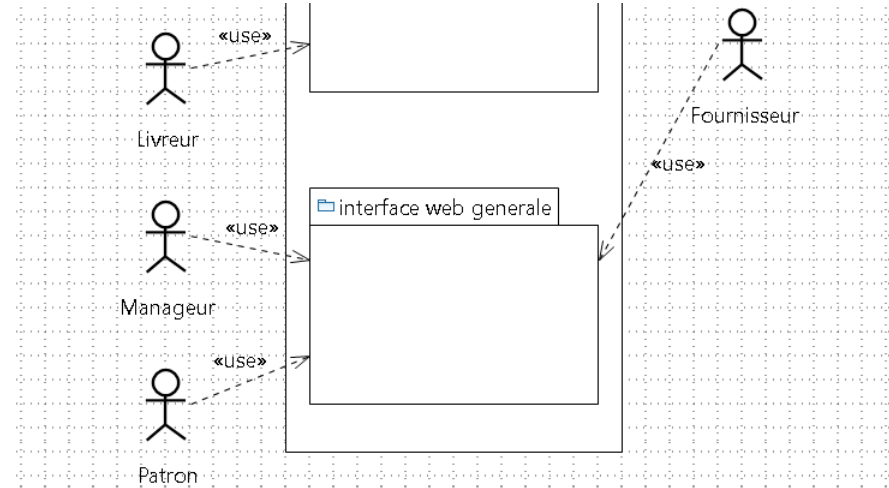 «use»
Livreur
Fournisseur
«use»
interface web generale
«use»
Manageur
«use»
Patron